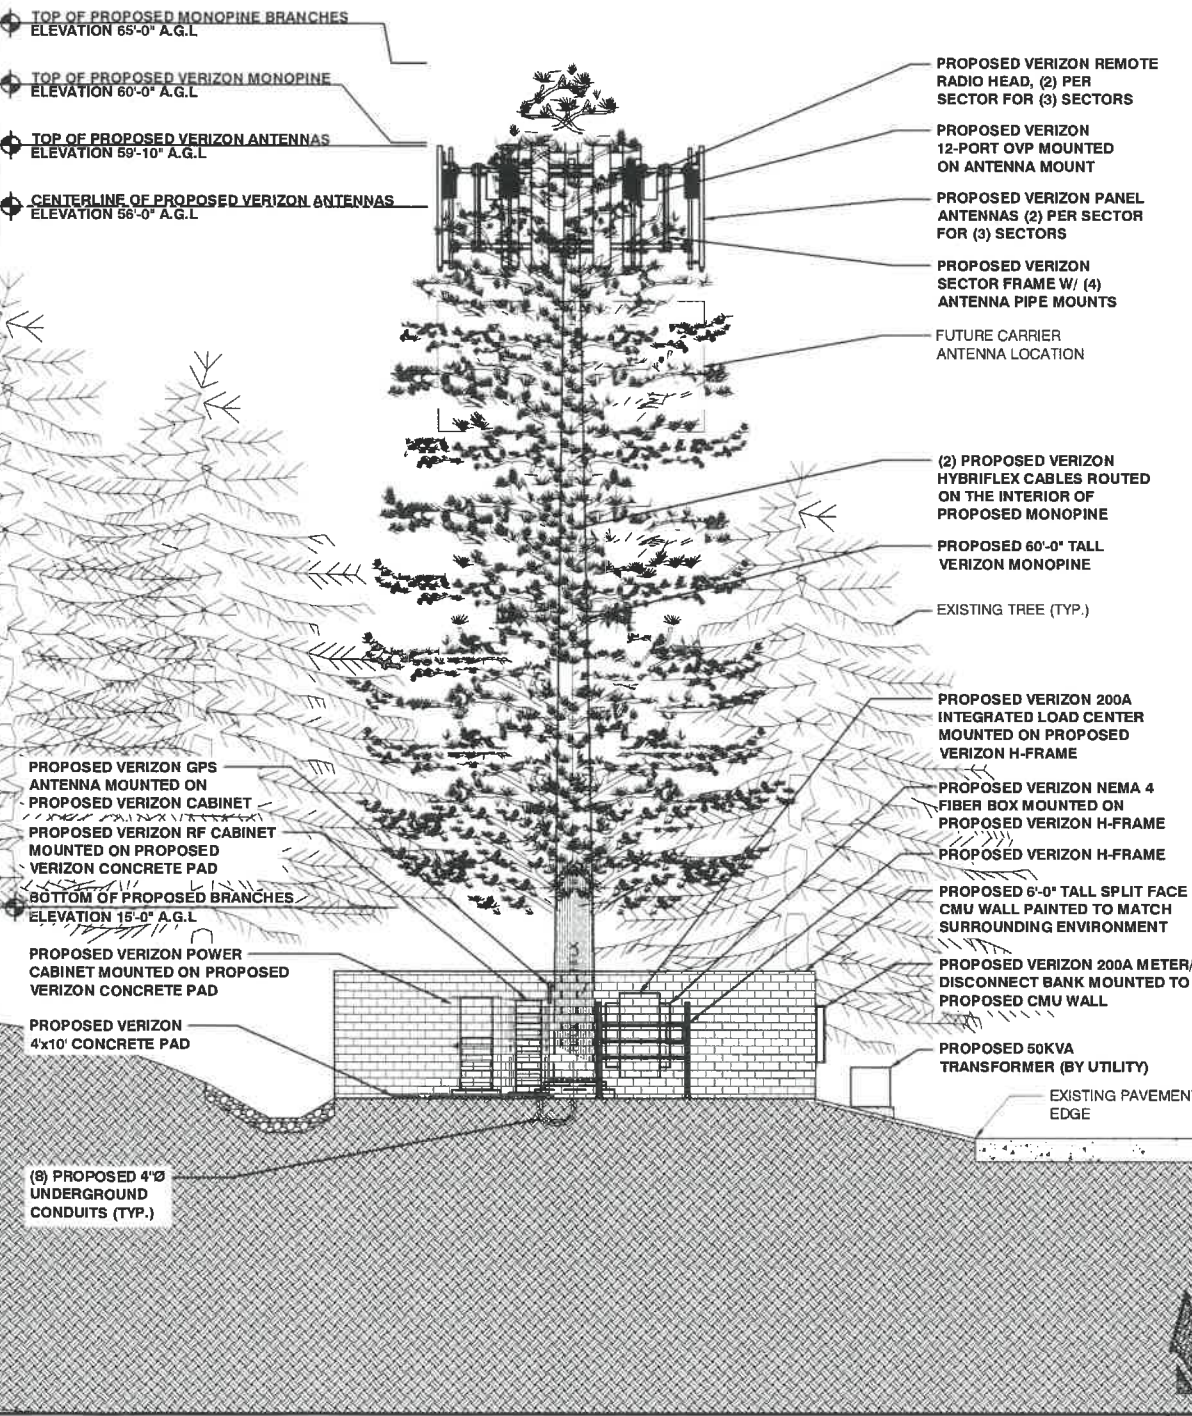 TOP OF PROPOSED MONOPINE BRANCHES
ELEVATION 65'-0" A.G.L
TOP OF PROPOSED VERIZON MONOPINE
ELEVATION 60'-0" A.G.L
TOP OF PROPOSED VERIZON ANTENNAS
ELEVATION 59'-10" A.G.L
CENTERLINE OF PROPOSED VERIZON ANTENNAS
ELEVATION 56'-0" A.G.L
PROPOSED VERIZON GPS
ANTENNA MOUNTED ON
PROPOSED VERIZON CABINET
PROPOSED VERIZON RF CABINET
MOUNTED ON PROPOSED
VERIZON CONCRETE PAD
BOTTOM OF PROPOSED BRANCHES
ELEVATION 15'-0" A.G.L
PROPOSED VERIZON POWER
CABINET MOUNTED ON PROPOSED
VERIZON CONCRETE PAD
PROPOSED VERIZON
4'x10' CONCRETE PAD
(8) PROPOSED 4"Ø
UNDERGROUND
CONDUITS (TYP.)
PROPOSED VERIZON REMOTE
RADIO HEAD, (2) PER
SECTOR FOR (3) SECTORS
PROPOSED VERIZON
12-PORT OVP MOUNTED
ON ANTENNA MOUNT
PROPOSED VERIZON PANEL
ANTENNAS (2) PER SECTOR
FOR (3) SECTORS
PROPOSED VERIZON
SECTOR FRAME W/ (4)
ANTENNA PIPE MOUNTS
FUTURE CARRIER
ANTENNA LOCATION
(2) PROPOSED VERIZON
HYBRIFLEX CABLES ROUTED
ON THE INTERIOR OF
PROPOSED MONOPINE
PROPOSED 60'-0" TALL
VERIZON MONOPINE
EXISTING TREE (TYP.)
PROPOSED VERIZON 200A
INTEGRATED LOAD CENTER
MOUNTED ON PROPOSED
VERIZON H-FRAME
PROPOSED VERIZON NEMA 4
FIBER BOX MOUNTED ON
PROPOSED VERIZON H-FRAME
PROPOSED VERIZON H-FRAME
PROPOSED 6'-0" TALL SPLIT FACE
CMU WALL PAINTED TO MATCH
SURROUNDING ENVIRONMENT
PROPOSED VERIZON 200A METER/
DISCONNECT BANK MOUNTED TO
PROPOSED CMU WALL
PROPOSED 50KVA
TRANSFORMER (BY UTILITY)
EXISTING PAVEMENT
EDGE